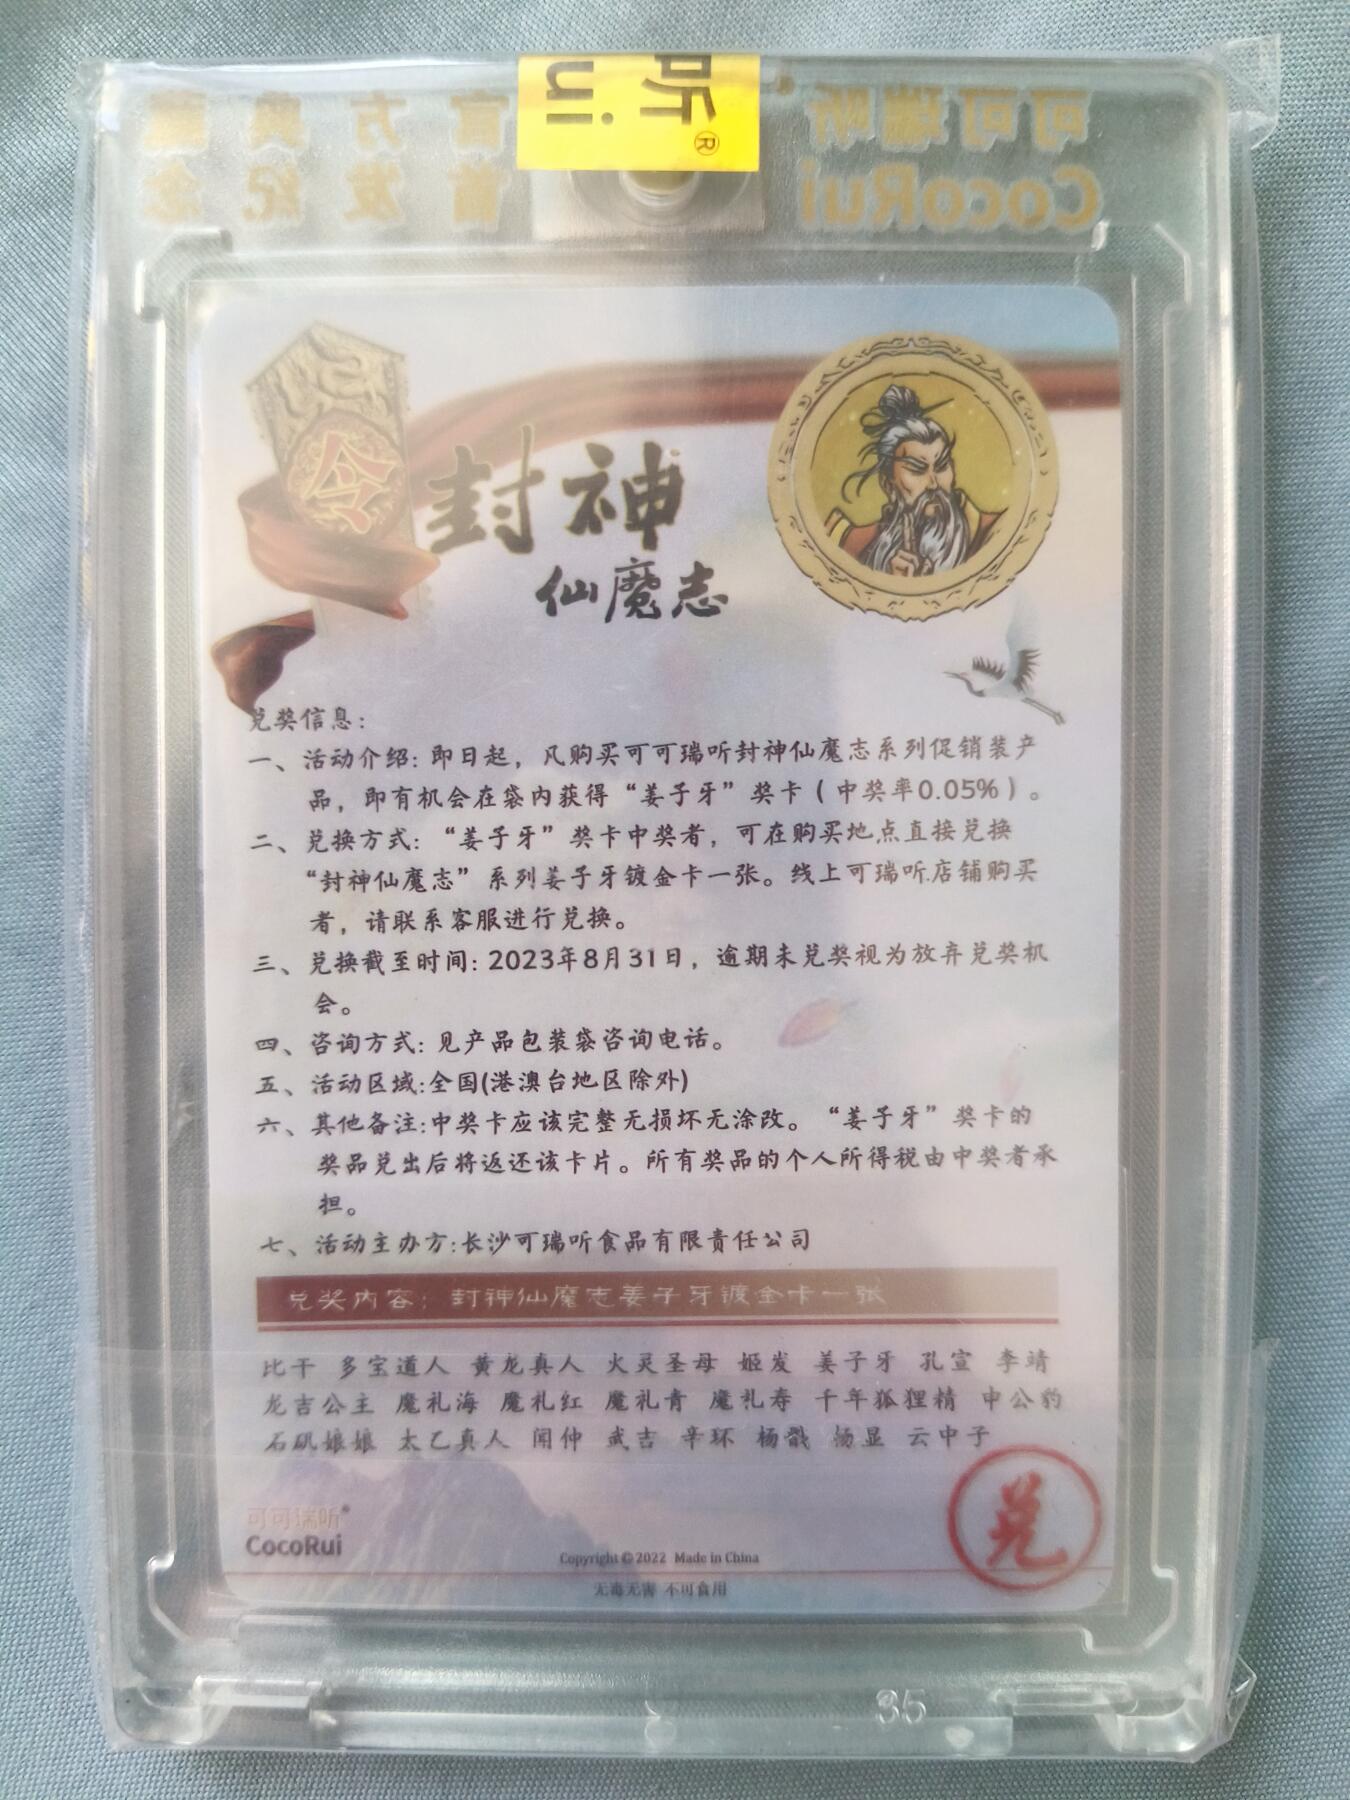 可可瑞听 官方典藏
CocoRui 首发纪念
听
ui
®
令
封神
仙魔志
兑奖信息:
一、活动介绍: 即日起，凡购买可可瑞听封神仙魔志系列促销装产
品，即有机会在袋内获得“姜子牙”奖卡（中奖率0.05%）。
二、兑换方式: “姜子牙”奖卡中奖者，可在购买地点直接兑换
“封神仙魔志”系列姜子牙镀金卡一张。线上可瑞听店铺购买
者，请联系客服进行兑换。
三、兑换截至时间: 2023年8月31日，逾期未兑奖视为放弃兑奖机
会。
四、咨询方式: 见产品包装袋咨询电话。
五、活动区域:全国(港澳台地区除外)
六、其他备注:中奖卡应该完整无损坏无涂改。“姜子牙”奖卡的
奖品兑出后将返还该卡片。所有奖品的个人所得税由中奖者承
担。
七、活动主办方:长沙可瑞听食品有限责任公司
兑奖内容: 封神仙魔志姜子牙镀金卡一张
比干 多宝道人 黄龙真人 火灵圣母 姬发 姜子牙 孔宣 李靖
龙吉公主 魔礼海 魔礼红 魔礼青 魔礼寿 千年狐狸精 申公豹
石矶娘娘 太乙真人 闻仲 武吉 辛环 杨戬 杨显 云中子
兑
可可瑞听®
CocoRui
Copyright © 2022 Made in China
无毒无害 不可食用
35